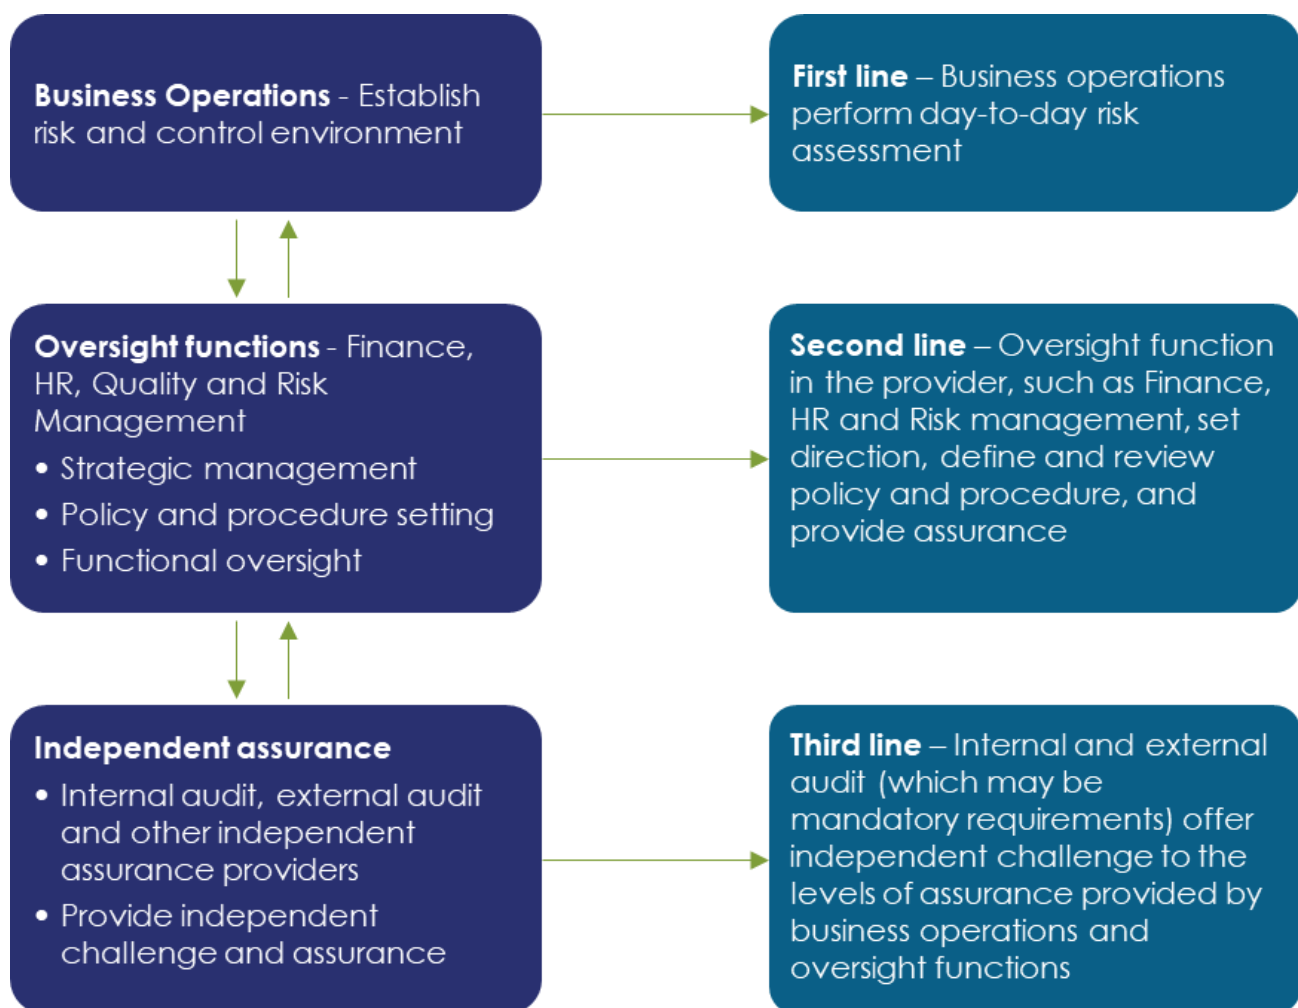 Business Operations - Establish
risk and control environment
First line – Business operations
perform day-to-day risk
assessment
Oversight functions - Finance,
HR, Quality and Risk
Management
• Strategic management
• Policy and procedure setting
• Functional oversight
Second line – Oversight function
in the provider, such as Finance,
HR and Risk management, set
direction, define and review
policy and procedure, and
provide assurance
Independent assurance
• Internal audit, external audit
and other independent
assurance providers
• Provide independent
challenge and assurance
Third line – Internal and external
audit (which may be
mandatory requirements) offer
independent challenge to the
levels of assurance provided by
business operations and
oversight functions